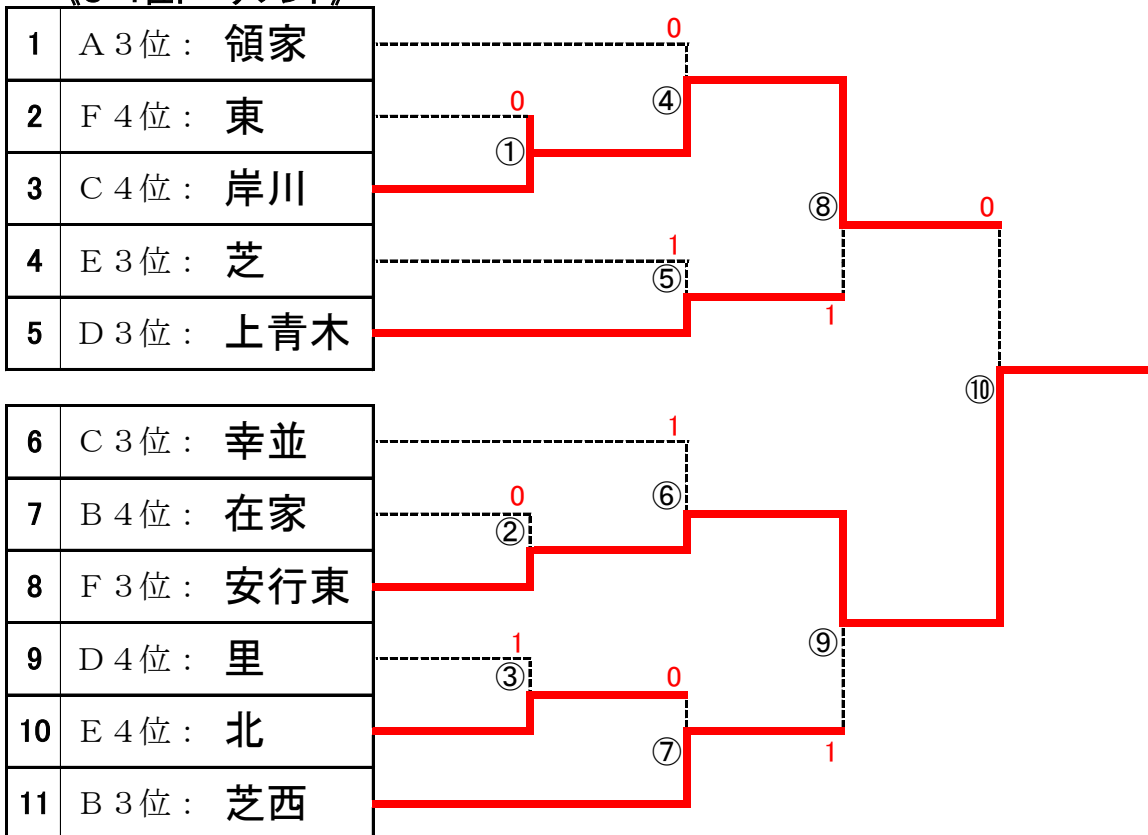 1 A3位： 領家
2 F4位： 東
3 C4位： 岸川
4 E3位： 芝
5 D3位： 上青木
6 C3位： 幸並
7 B4位： 在家
8 F3位： 安行東
9 D4位： 里
10 E4位： 北
11 B3位： 芝西
0
0
④
①
⑧
0
1
⑤
1
⑩
1
0
⑥
②
1
③
0
⑨
⑦
1